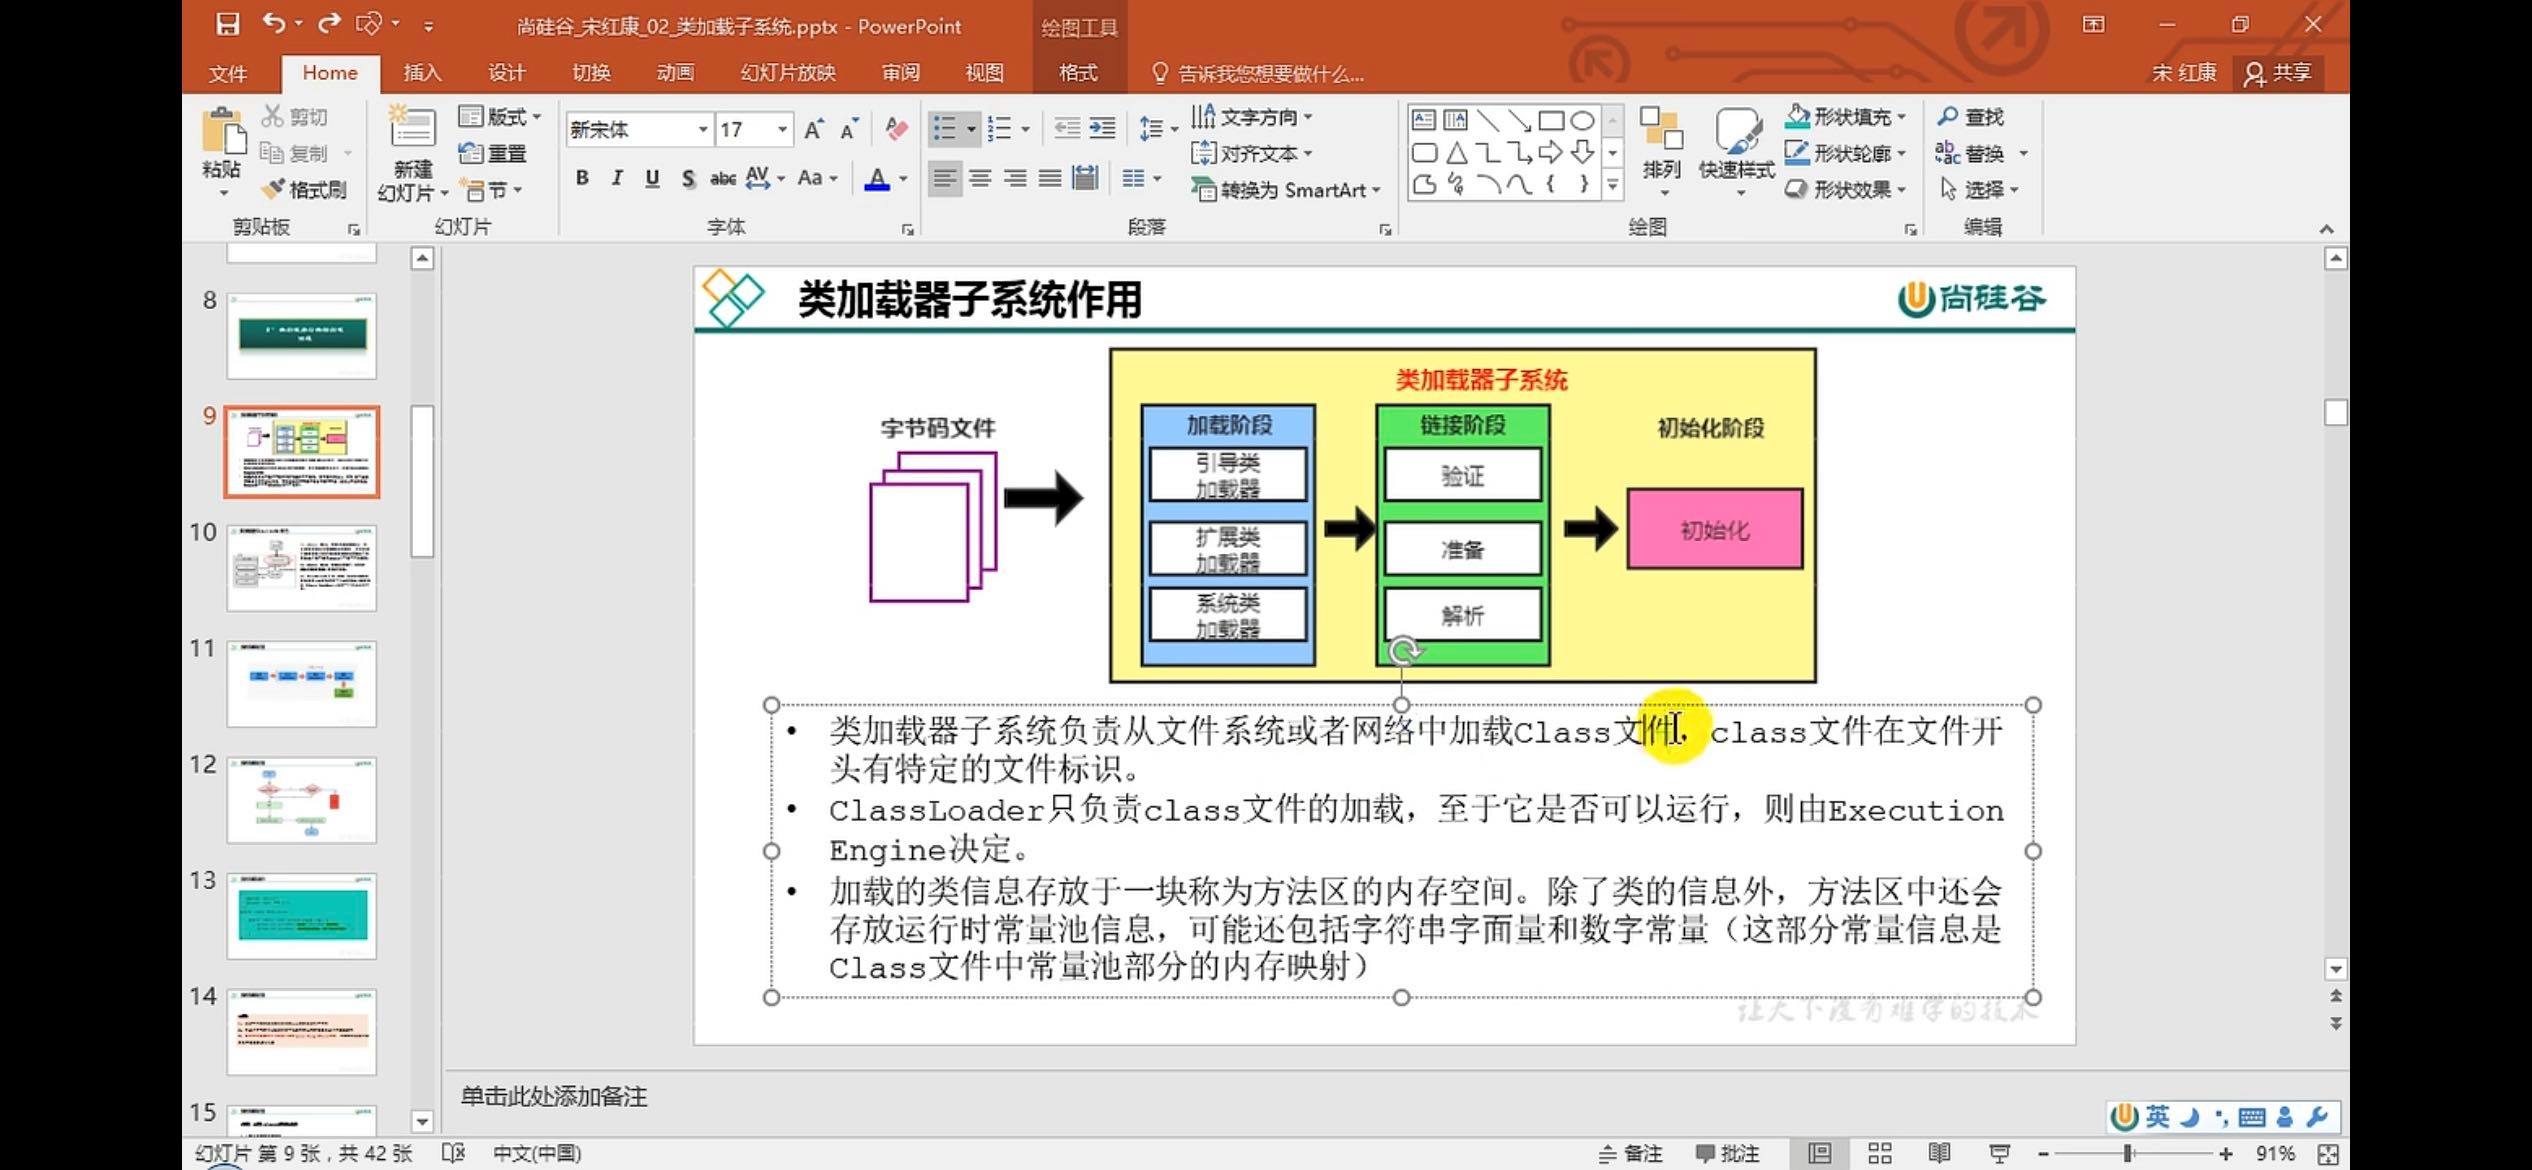 尚硅谷_宋红康_02_类加载子系统.pptx - PowerPoint
绘图工具
文件 Home 插入 设计 切换 动画 幻灯片放映 审阅 视图 格式 告诉我您想要做什么... 宋 红康 共享
粘贴
剪切
复制
格式刷
剪贴板
新建
幻灯片
版式
重置
节
幻灯片
新宋体 17
B I U S abc AV Aa A
字体
文字方向
对齐文本
转换为 SmartArt
段落
排列
快速样式
形状填充
形状轮廓
形状效果
绘图
查找
替换
选择
编辑
8
9
10
11
12
13
14
15
类加载器子系统作用
尚硅谷
类加载器子系统
字节码文件
加载阶段
引导类
加载器
扩展类
加载器
系统类
加载器
链接阶段
验证
准备
解析
初始化阶段
初始化
• 类加载器子系统负责从文件系统或者网络中加载Class文件，class文件在文件开
头有特定的文件标识。
• ClassLoader只负责class文件的加载，至于它是否可以运行，则由Execution
Engine决定。
• 加载的类信息存放于一块称为方法区的内存空间。除了类的信息外，方法区中还会
存放运行时常量池信息，可能还包括字符串字面量和数字常量（这部分常量信息是
Class文件中常量池部分的内存映射）
让天下没有难学的技术
单击此处添加备注
英
幻灯片 第 9 张，共 42 张 中文(中国) 备注 批注 91%